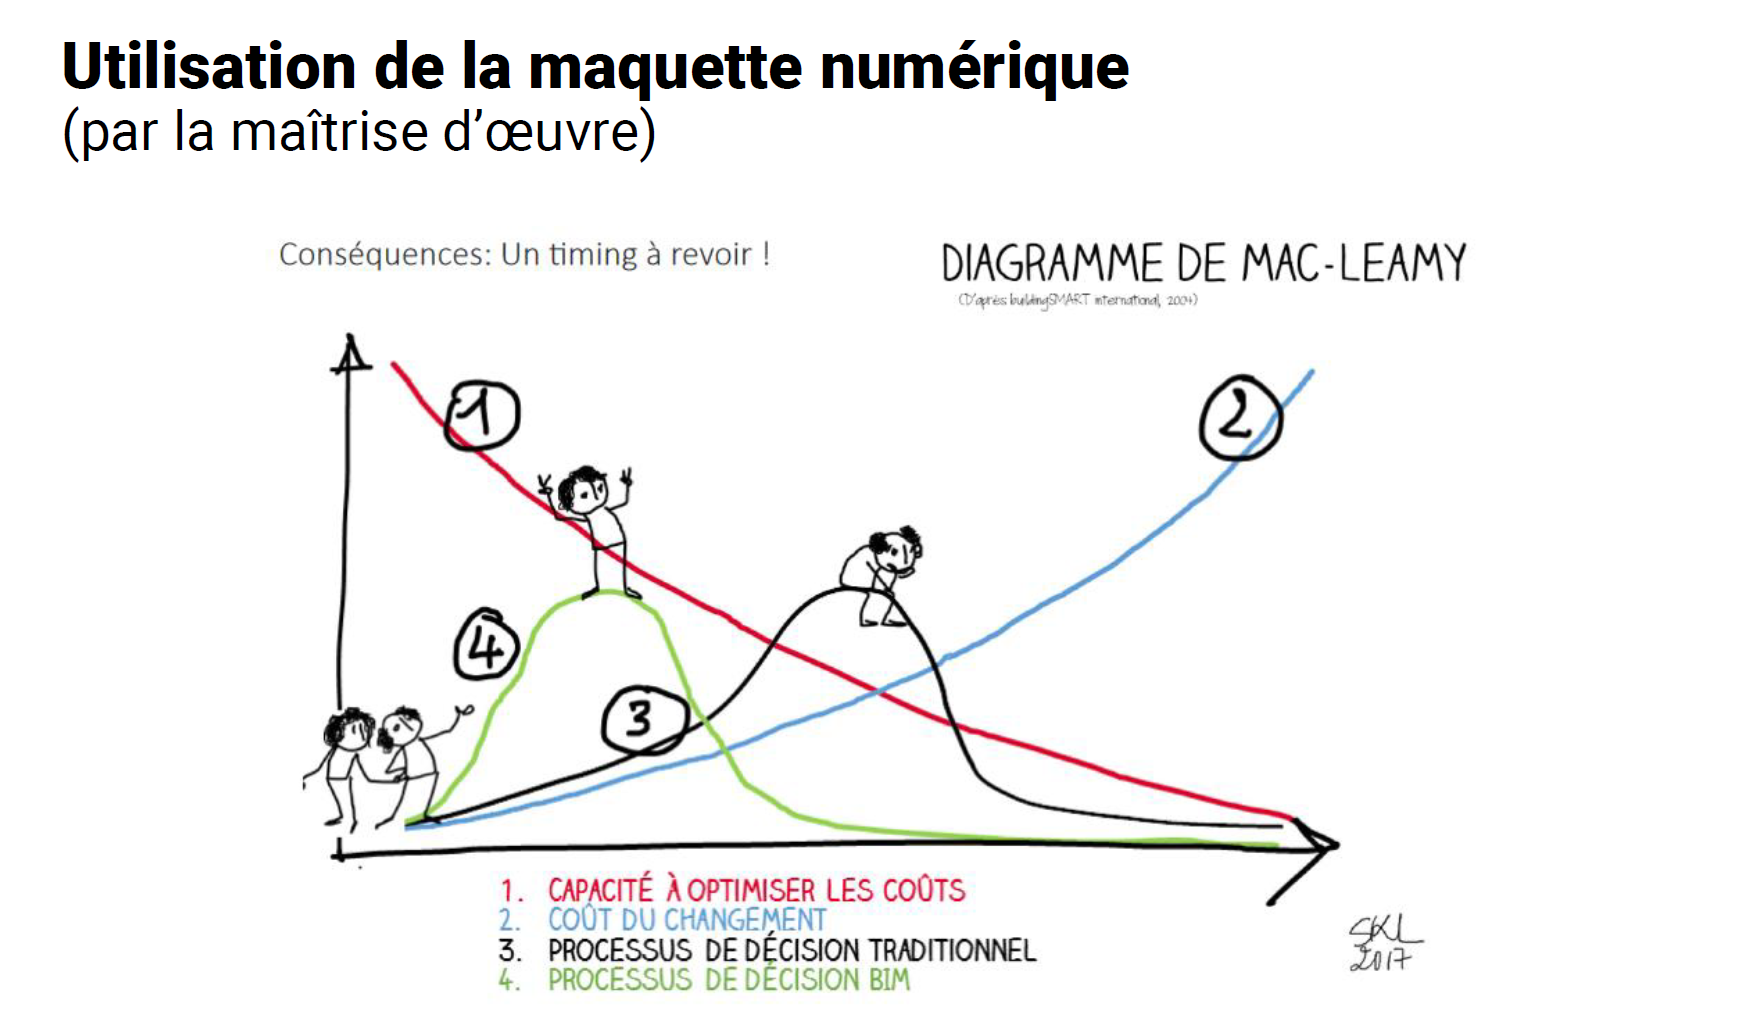 Utilisation de la maquette numérique
(par la maîtrise d’œuvre)
Conséquences: Un timing à revoir !
DIAGRAMME DE MAC-LEAMY
(D'après buildingSMART international, 2004)
1
2
4
3
1. CAPACITÉ À OPTIMISER LES COÛTS
2. COÛT DU CHANGEMENT
3. PROCESSUS DE DÉCISION TRADITIONNEL
4. PROCESSUS DE DÉCISION BIM
SKL
2017